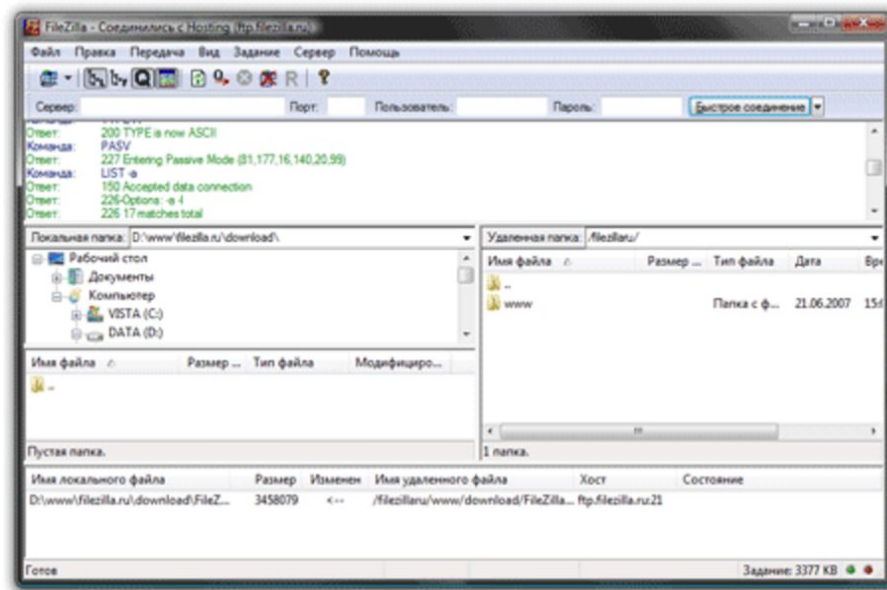 FileZilla - Соединились с Hosting (ftp.filezilla.ru)
Файл Правка Передача Вид Задание Сервер Помощь
Сервер: Порт: Пользователь: Пароль: Быстрое соединение
Ответ: 200 TYPE is now ASCII
Команда: PASV
Ответ: 227 Entering Passive Mode (81,177,16,140,20,99)
Команда: LIST -a
Ответ: 150 Accepted data connection
Ответ: 226-Options: -a -l
Ответ: 226 17 matches total
Локальная папка: D:\www\filezilla.ru\download\
Рабочий стол
Документы
Компьютер
VISTA (C:)
DATA (D:)
Имя файла Размер ... Тип файла Модифициро...
..
Пустая папка.
Удаленная папка: /filezillaru/
Имя файла Размер ... Тип файла Дата
..
www Папка с ф... 21.06.2007
1 папка.
Имя локального файла Размер Изменен Имя удаленного файла Хост Состояние
D:\www\filezilla.ru\download\FileZ... 3458079 <-- /filezillaru/www/download/FileZilla... ftp.filezilla.ru:21
Готов Задание: 3377 KB